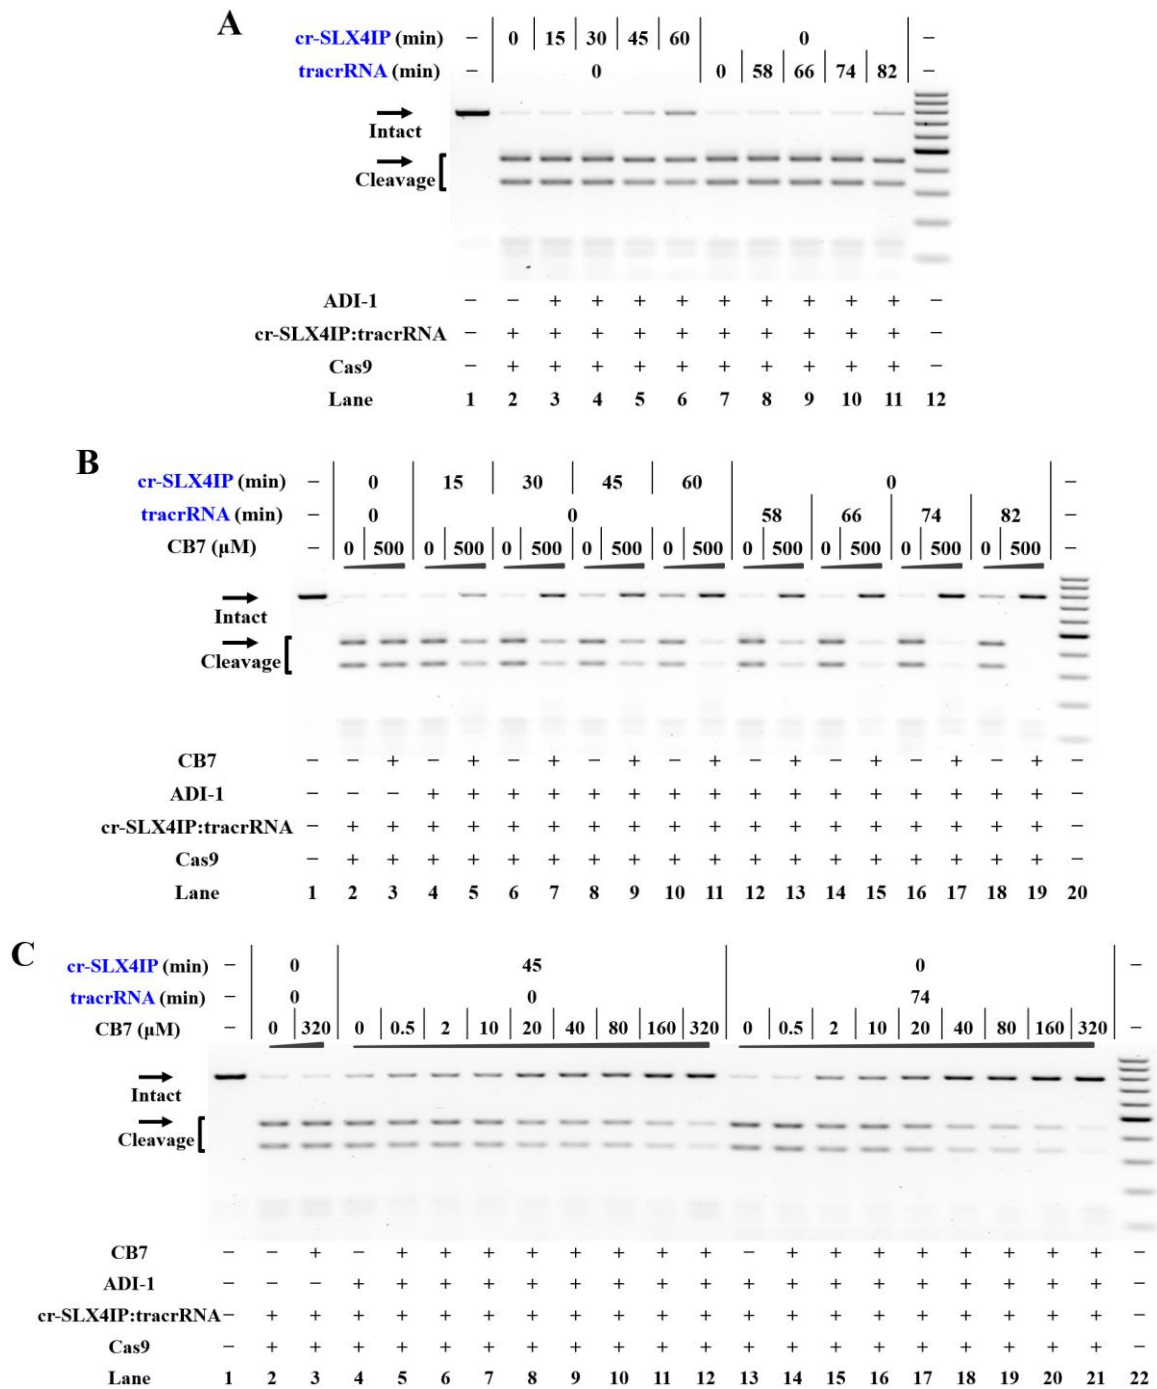 A
cr-SLX4IP (min) – 0 15 30 45 60 0 –
tracrRNA (min) – 0 0 58 66 74 82 –
Intact
Cleavage
ADI-1 – – + + + + + + + + + –
cr-SLX4IP:tracrRNA – + + + + + + + + + + –
Cas9 – + + + + + + + + + + –
Lane 1 2 3 4 5 6 7 8 9 10 11 12
B
cr-SLX4IP (min) – 0 15 30 45 60 0 –
tracrRNA (min) – 0 0 58 66 74 82 –
CB7 (μM) – 0 500 0 500 0 500 0 500 0 500 0 500 0 500 0 500 0 500 –
Intact
Cleavage
CB7 – – + – + – + – + – + – + – + – + – + –
ADI-1 – – – + + + + + + + + + + + + + + + + –
cr-SLX4IP:tracrRNA – + + + + + + + + + + + + + + + + + + –
Cas9 – + + + + + + + + + + + + + + + + + + –
Lane 1 2 3 4 5 6 7 8 9 10 11 12 13 14 15 16 17 18 19 20
C
cr-SLX4IP (min) – 0 45 0 –
tracrRNA (min) – 0 0 74 –
CB7 (μM) – 0 320 0 0.5 2 10 20 40 80 160 320 0 0.5 2 10 20 40 80 160 320 –
Intact
Cleavage
CB7 – – + – + + + + + + + + – + + + + + + + + –
ADI-1 – – – + + + + + + + + + + + + + + + + + + –
cr-SLX4IP:tracrRNA – + + + + + + + + + + + + + + + + + + + + –
Cas9 – + + + + + + + + + + + + + + + + + + + + –
Lane 1 2 3 4 5 6 7 8 9 10 11 12 13 14 15 16 17 18 19 20 21 22